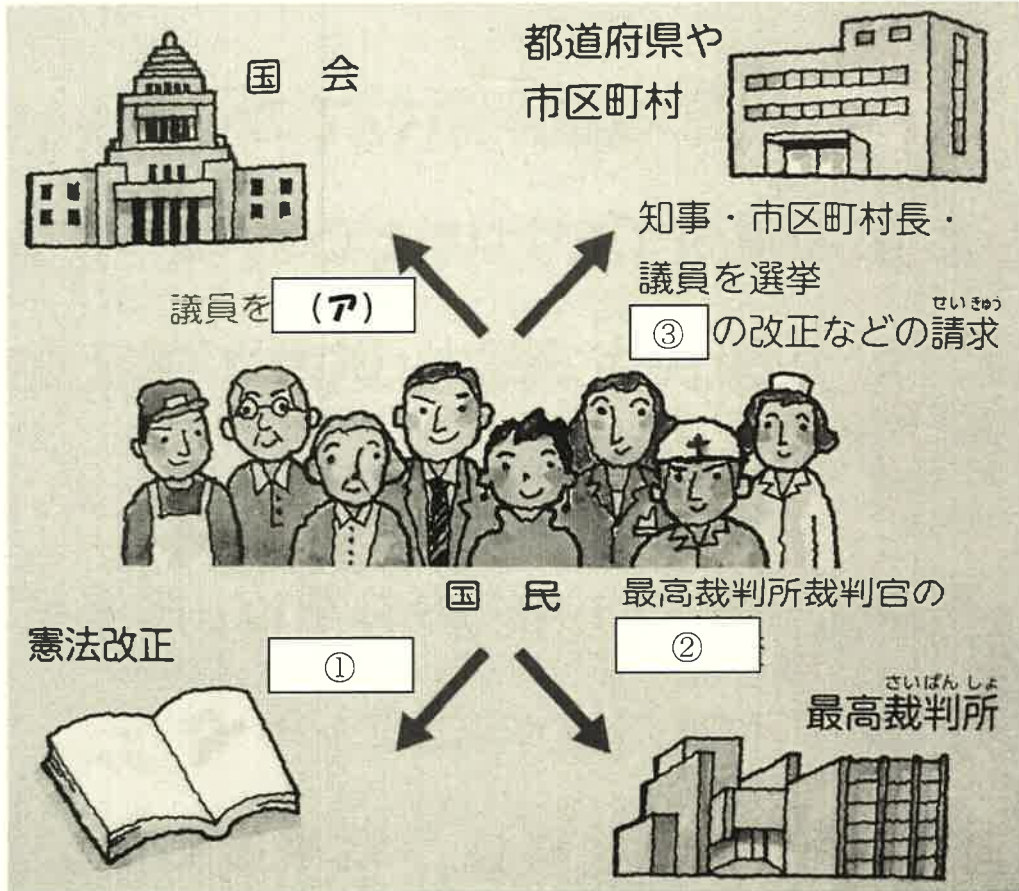 国会
都道府県や
市区町村
知事・市区町村長・
議員を選挙
③の改正などの請求
せいきゅう
議員を（ア）
国民
憲法改正
①
最高裁判所裁判官の
②
さいばんしょ
最高裁判所